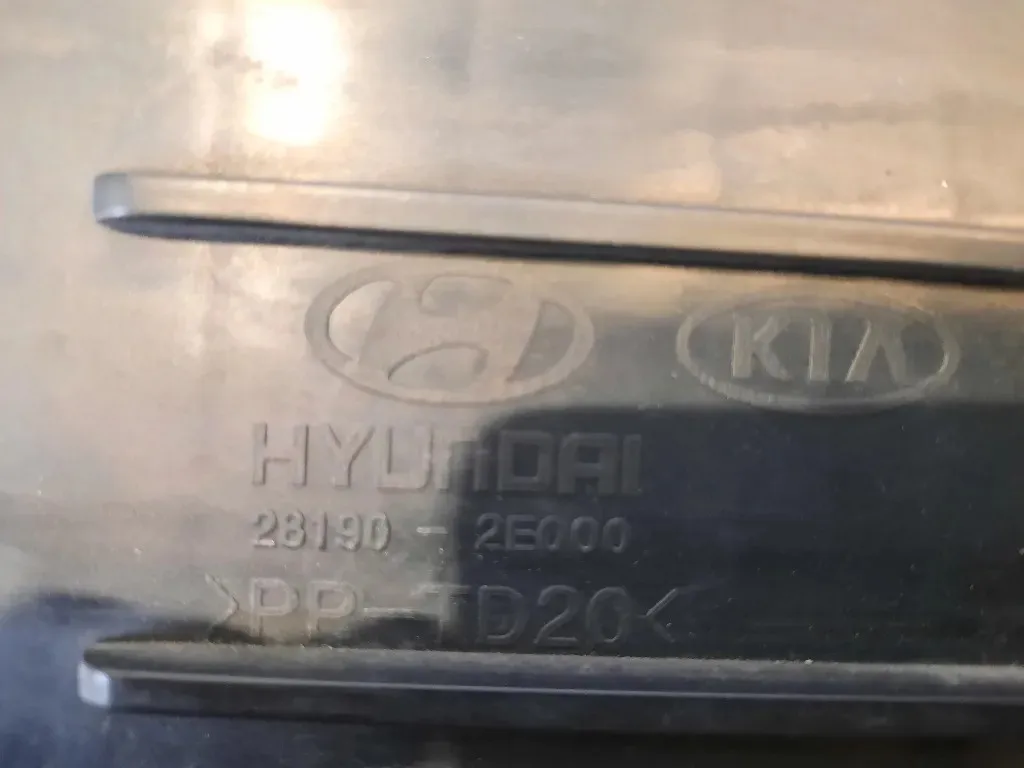 KIA
HYUNDAI
28190 - 2E000
>PP-TD20<